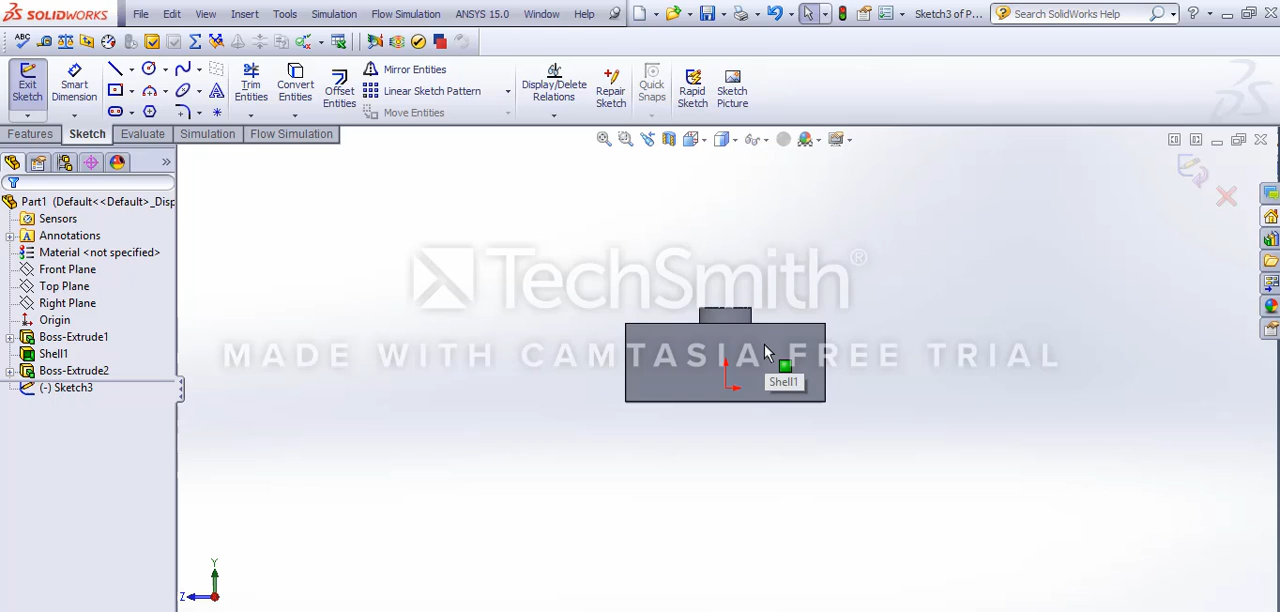 SOLIDWORKS File Edit View Insert Tools Simulation Flow Simulation ANSYS 15.0 Window Help Sketch3 of P... Search SolidWorks Help
Exit Sketch
Smart Dimension
Trim Entities
Convert Entities
Offset Entities
Mirror Entities
Linear Sketch Pattern
Move Entities
Display/Delete Relations
Repair Sketch
Quick Snaps
Rapid Sketch
Sketch Picture
Features Sketch Evaluate Simulation Flow Simulation
Part1 (Default<<Default>_Disp
Sensors
Annotations
Material <not specified>
Front Plane
Top Plane
Right Plane
Origin
Boss-Extrude1
Shell1
Boss-Extrude2
(-) Sketch3
TechSmith®
MADE WITH CAMTASIA FREE TRIAL
Shell1
Y
Z